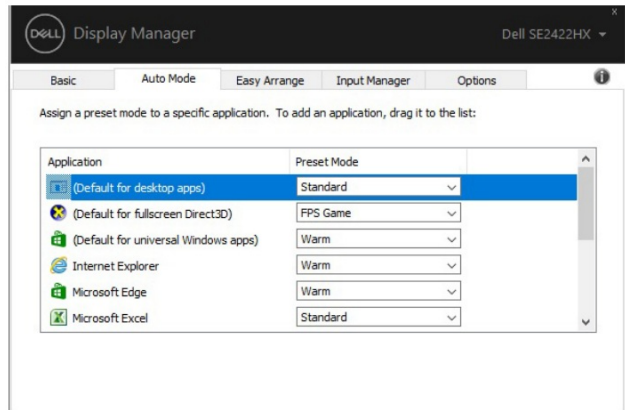 DELL Display Manager
Dell SE2422HX
x
Basic Auto Mode Easy Arrange Input Manager Options
Assign a preset mode to a specific application. To add an application, drag it to the list:
Application Preset Mode
(Default for desktop apps) Standard
(Default for fullscreen Direct3D) FPS Game
(Default for universal Windows apps) Warm
Internet Explorer Warm
Microsoft Edge Warm
Microsoft Excel Standard